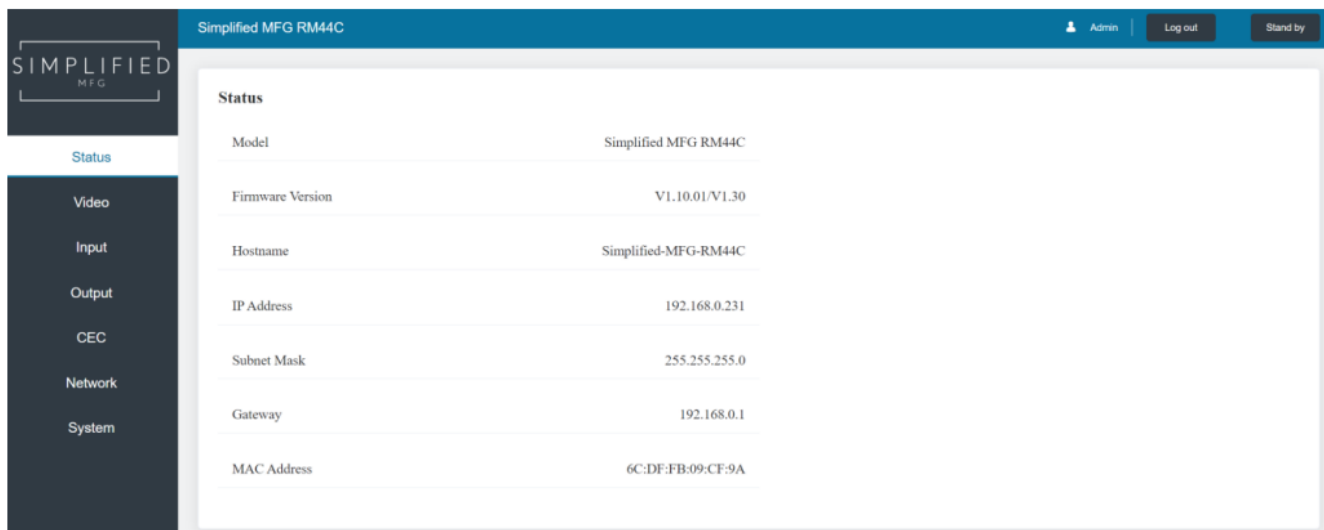 SIMPLIFIED
MFG
Simplified MFG RM44C
Admin
Log out
Stand by
Status
Video
Input
Output
CEC
Network
System
Status
Model Simplified MFG RM44C
Firmware Version V1.10.01/V1.30
Hostname Simplified-MFG-RM44C
IP Address 192.168.0.231
Subnet Mask 255.255.255.0
Gateway 192.168.0.1
MAC Address 6C:DF:FB:09:CF:9A